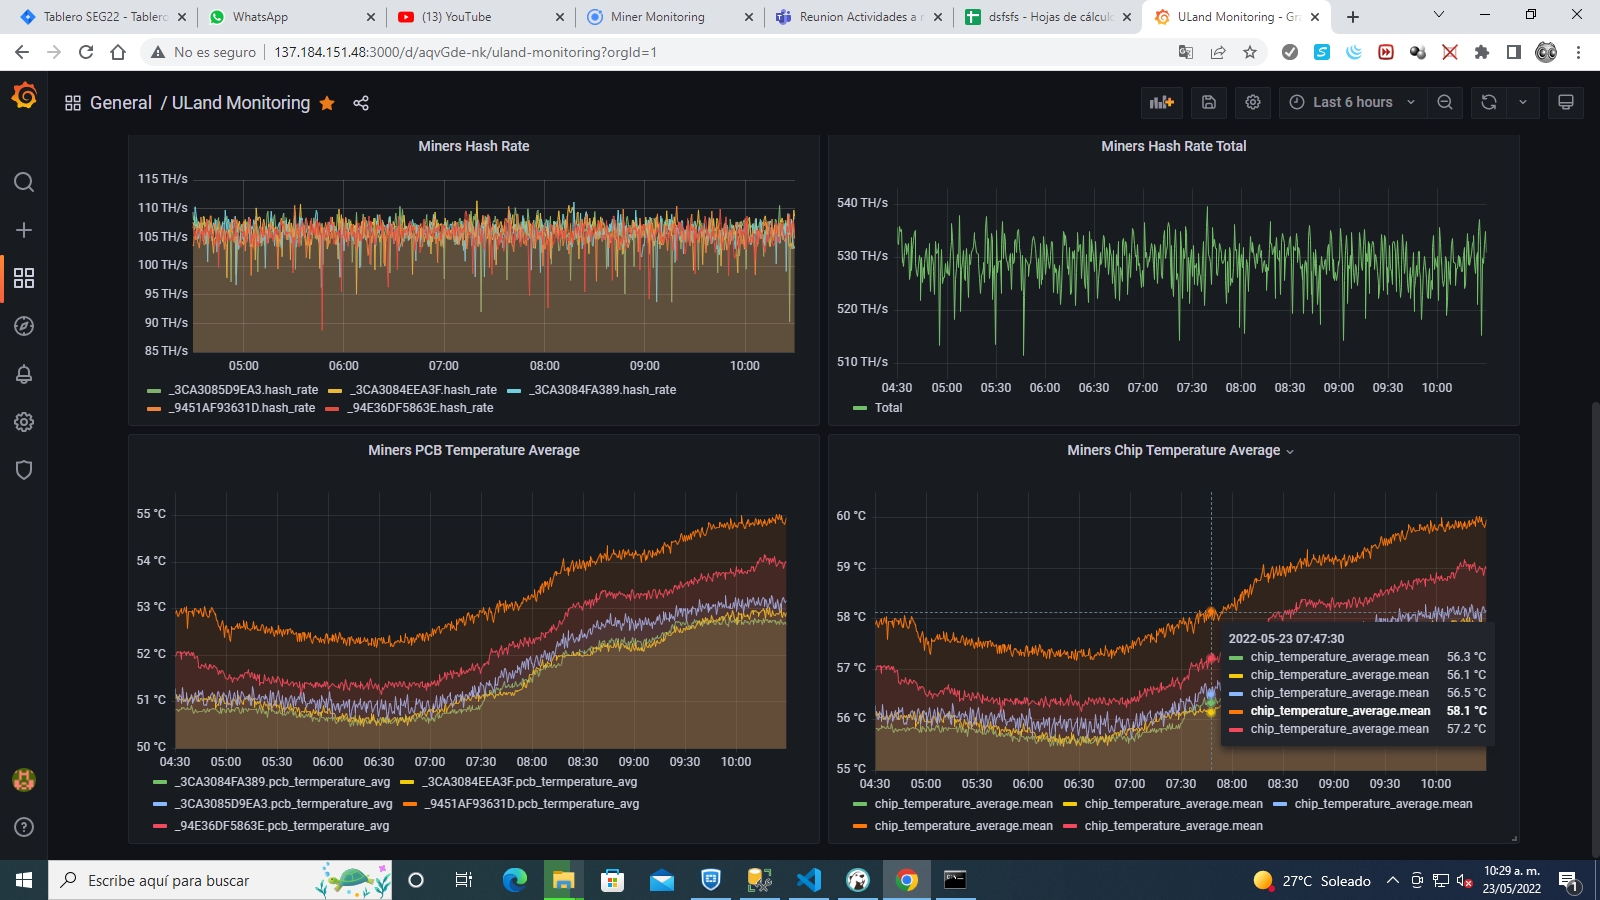 Tablero SEG22 - Tablero
WhatsApp
(13) YouTube
Miner Monitoring
Reunion Actividades a r
dsfsfs - Hojas de cálcul
ULand Monitoring - Gra
No es seguro
137.184.151.48:3000/d/aqvGde-nk/uland-monitoring?orgId=1
General / ULand Monitoring
Last 6 hours
Miners Hash Rate
115 TH/s
110 TH/s
105 TH/s
100 TH/s
95 TH/s
90 TH/s
85 TH/s
05:00 06:00 07:00 08:00 09:00 10:00
_3CA3085D9EA3.hash_rate _3CA3084EEA3F.hash_rate _3CA3084FA389.hash_rate
_9451AF93631D.hash_rate _94E36DF5863E.hash_rate
Miners Hash Rate Total
540 TH/s
530 TH/s
520 TH/s
510 TH/s
04:30 05:00 05:30 06:00 06:30 07:00 07:30 08:00 08:30 09:00 09:30 10:00
Total
Miners PCB Temperature Average
55 °C
54 °C
53 °C
52 °C
51 °C
50 °C
04:30 05:00 05:30 06:00 06:30 07:00 07:30 08:00 08:30 09:00 09:30 10:00
_3CA3084FA389.pcb_termperature_avg _3CA3084EEA3F.pcb_termperature_avg
_3CA3085D9EA3.pcb_termperature_avg _9451AF93631D.pcb_termperature_avg
_94E36DF5863E.pcb_termperature_avg
Miners Chip Temperature Average
60 °C
59 °C
58 °C
57 °C
56 °C
55 °C
04:30 05:00 05:30 06:00 06:30 07:00 07:30 08:00 08:30 09:00 09:30 10:00
2022-05-23 07:47:30
chip_temperature_average.mean 56.3 °C
chip_temperature_average.mean 56.1 °C
chip_temperature_average.mean 56.5 °C
chip_temperature_average.mean 58.1 °C
chip_temperature_average.mean 57.2 °C
chip_temperature_average.mean chip_temperature_average.mean chip_temperature_average.mean
chip_temperature_average.mean chip_temperature_average.mean
Escribe aquí para buscar
27°C Soleado
10:29 a. m.
23/05/2022
1